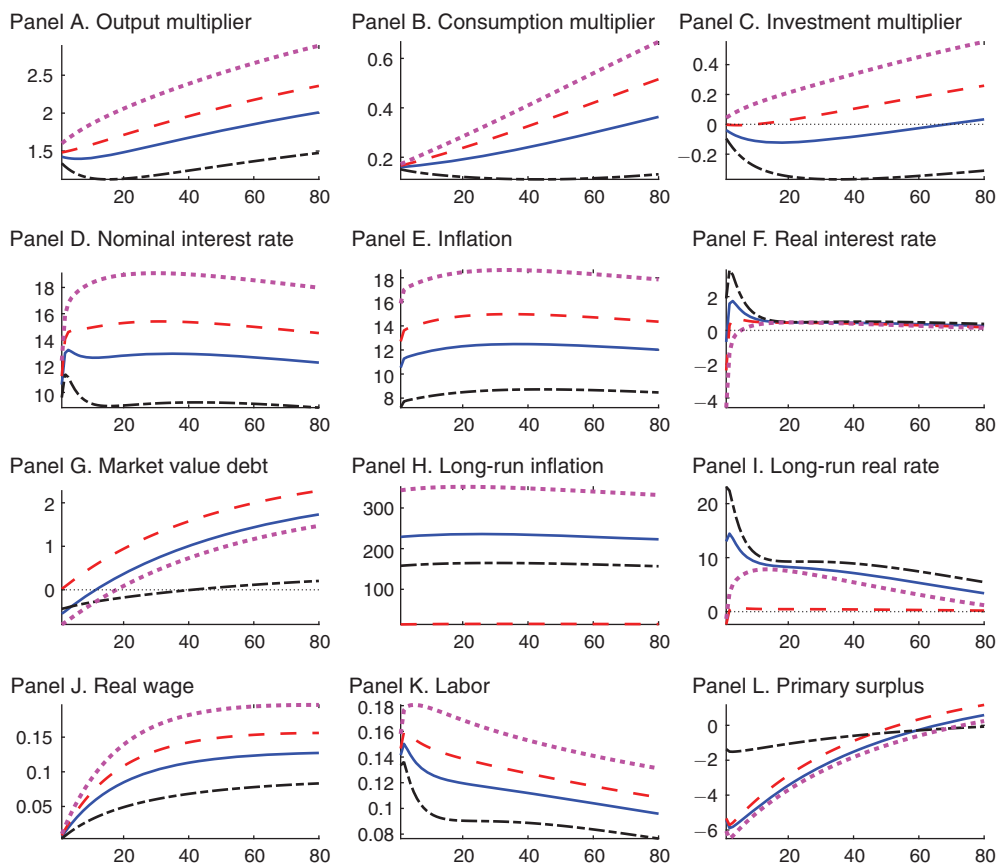 Panel A. Output multiplier
2.5
2
1.5
20 40 60 80
Panel B. Consumption multiplier
0.6
0.4
0.2
20 40 60 80
Panel C. Investment multiplier
0.4
0.2
0
−0.2
20 40 60 80
Panel D. Nominal interest rate
18
16
14
12
10
20 40 60 80
Panel E. Inflation
18
16
14
12
10
8
20 40 60 80
Panel F. Real interest rate
2
0
−2
−4
20 40 60 80
Panel G. Market value debt
2
1
0
20 40 60 80
Panel H. Long-run inflation
300
200
100
20 40 60 80
Panel I. Long-run real rate
20
10
0
20 40 60 80
Panel J. Real wage
0.15
0.1
0.05
20 40 60 80
Panel K. Labor
0.18
0.16
0.14
0.12
0.1
0.08
20 40 60 80
Panel L. Primary surplus
0
−2
−4
−6
20 40 60 80